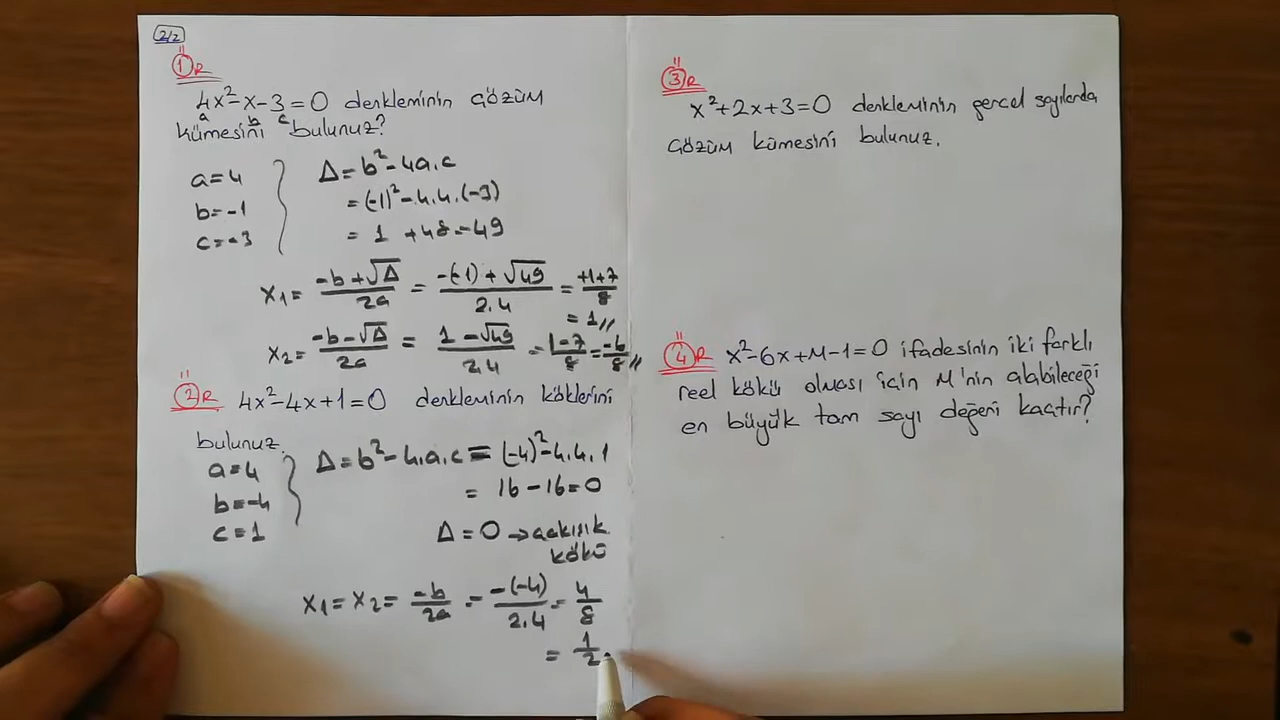 2/2
1 R
4x²-x-3=0 denkleminin çözüm
a b c
kümesini bulunuz?
a=4
b=-1
c=-3
Δ=b²-4a.c
=(-1)²-4.4.(-3)
= 1 +48=49
x₁= -b+√Δ/2a = -(-1)+√49/2.4 = +1+7/8
= 1//
x₂= -b-√Δ/2a = 1-√49/2.4 = 1-7/8 = -6/8 //
2 R 4x²-4x+1=0 denkleminin köklerini
bulunuz.
a=4
b=-4
c=1
Δ=b²-4.a.c = (-4)²-4.4.1
= 16-16=0
Δ=0 → çakışık
kökü
x₁=x₂= -b/2a = -(-4)/2.4 = 4/8
= 1/2
3 R
x²+2x+3=0 denkleminin gerçel sayılarda
çözüm kümesini bulunuz.
4 R x²-6x+M-1=0 ifadesinin iki farklı
reel kökü olması için M'nin alabileceği
en büyük tam sayı değeri kaçtır?